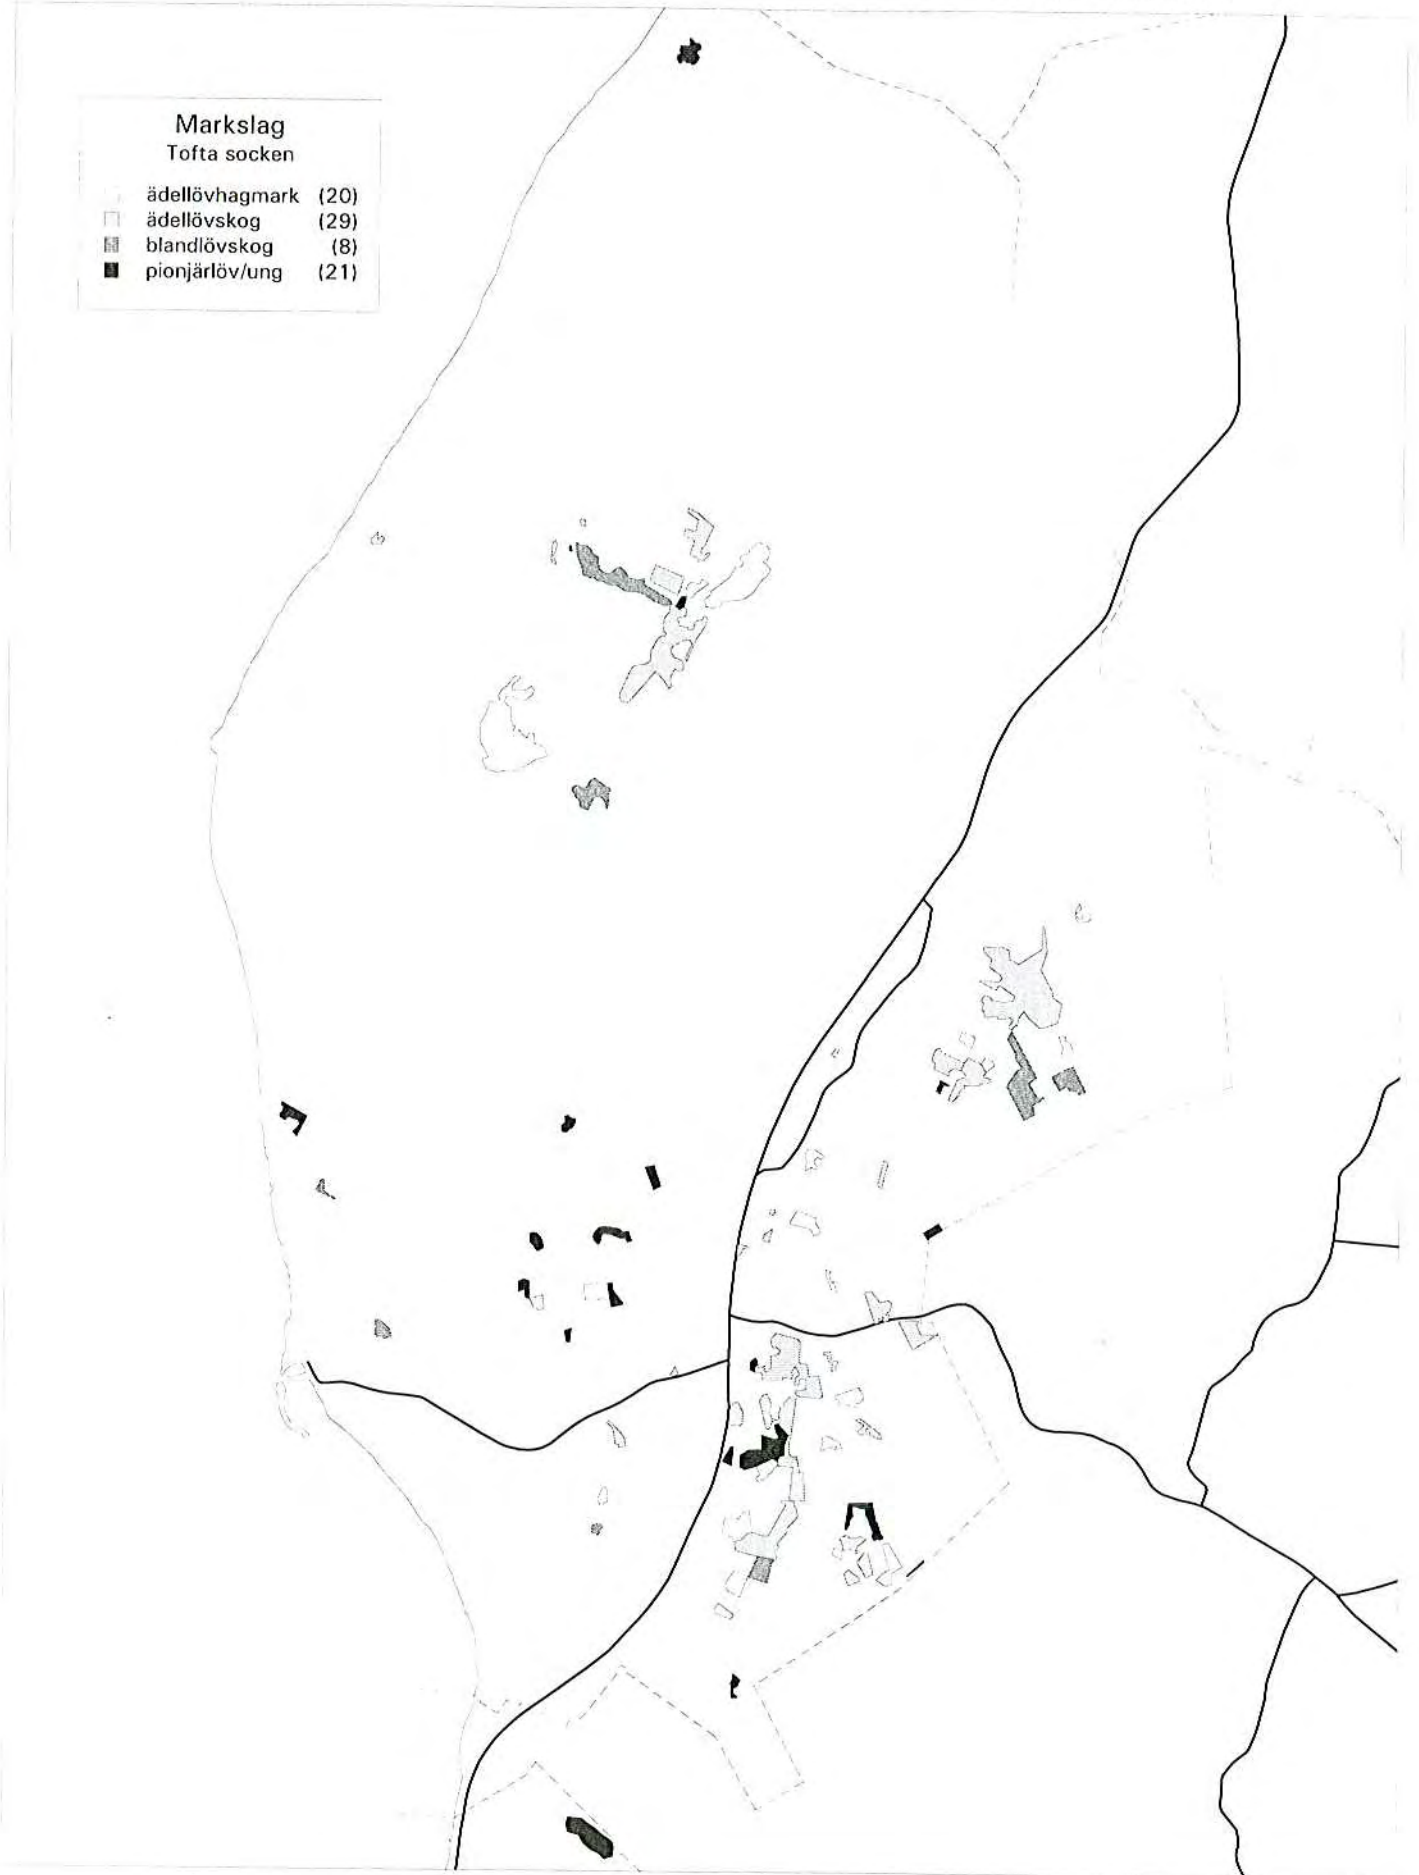 Markslag
Tofta socken
ädellövhagmark (20)
ädellövskog (29)
blandlövskog (8)
pionjärlöv/ung (21)